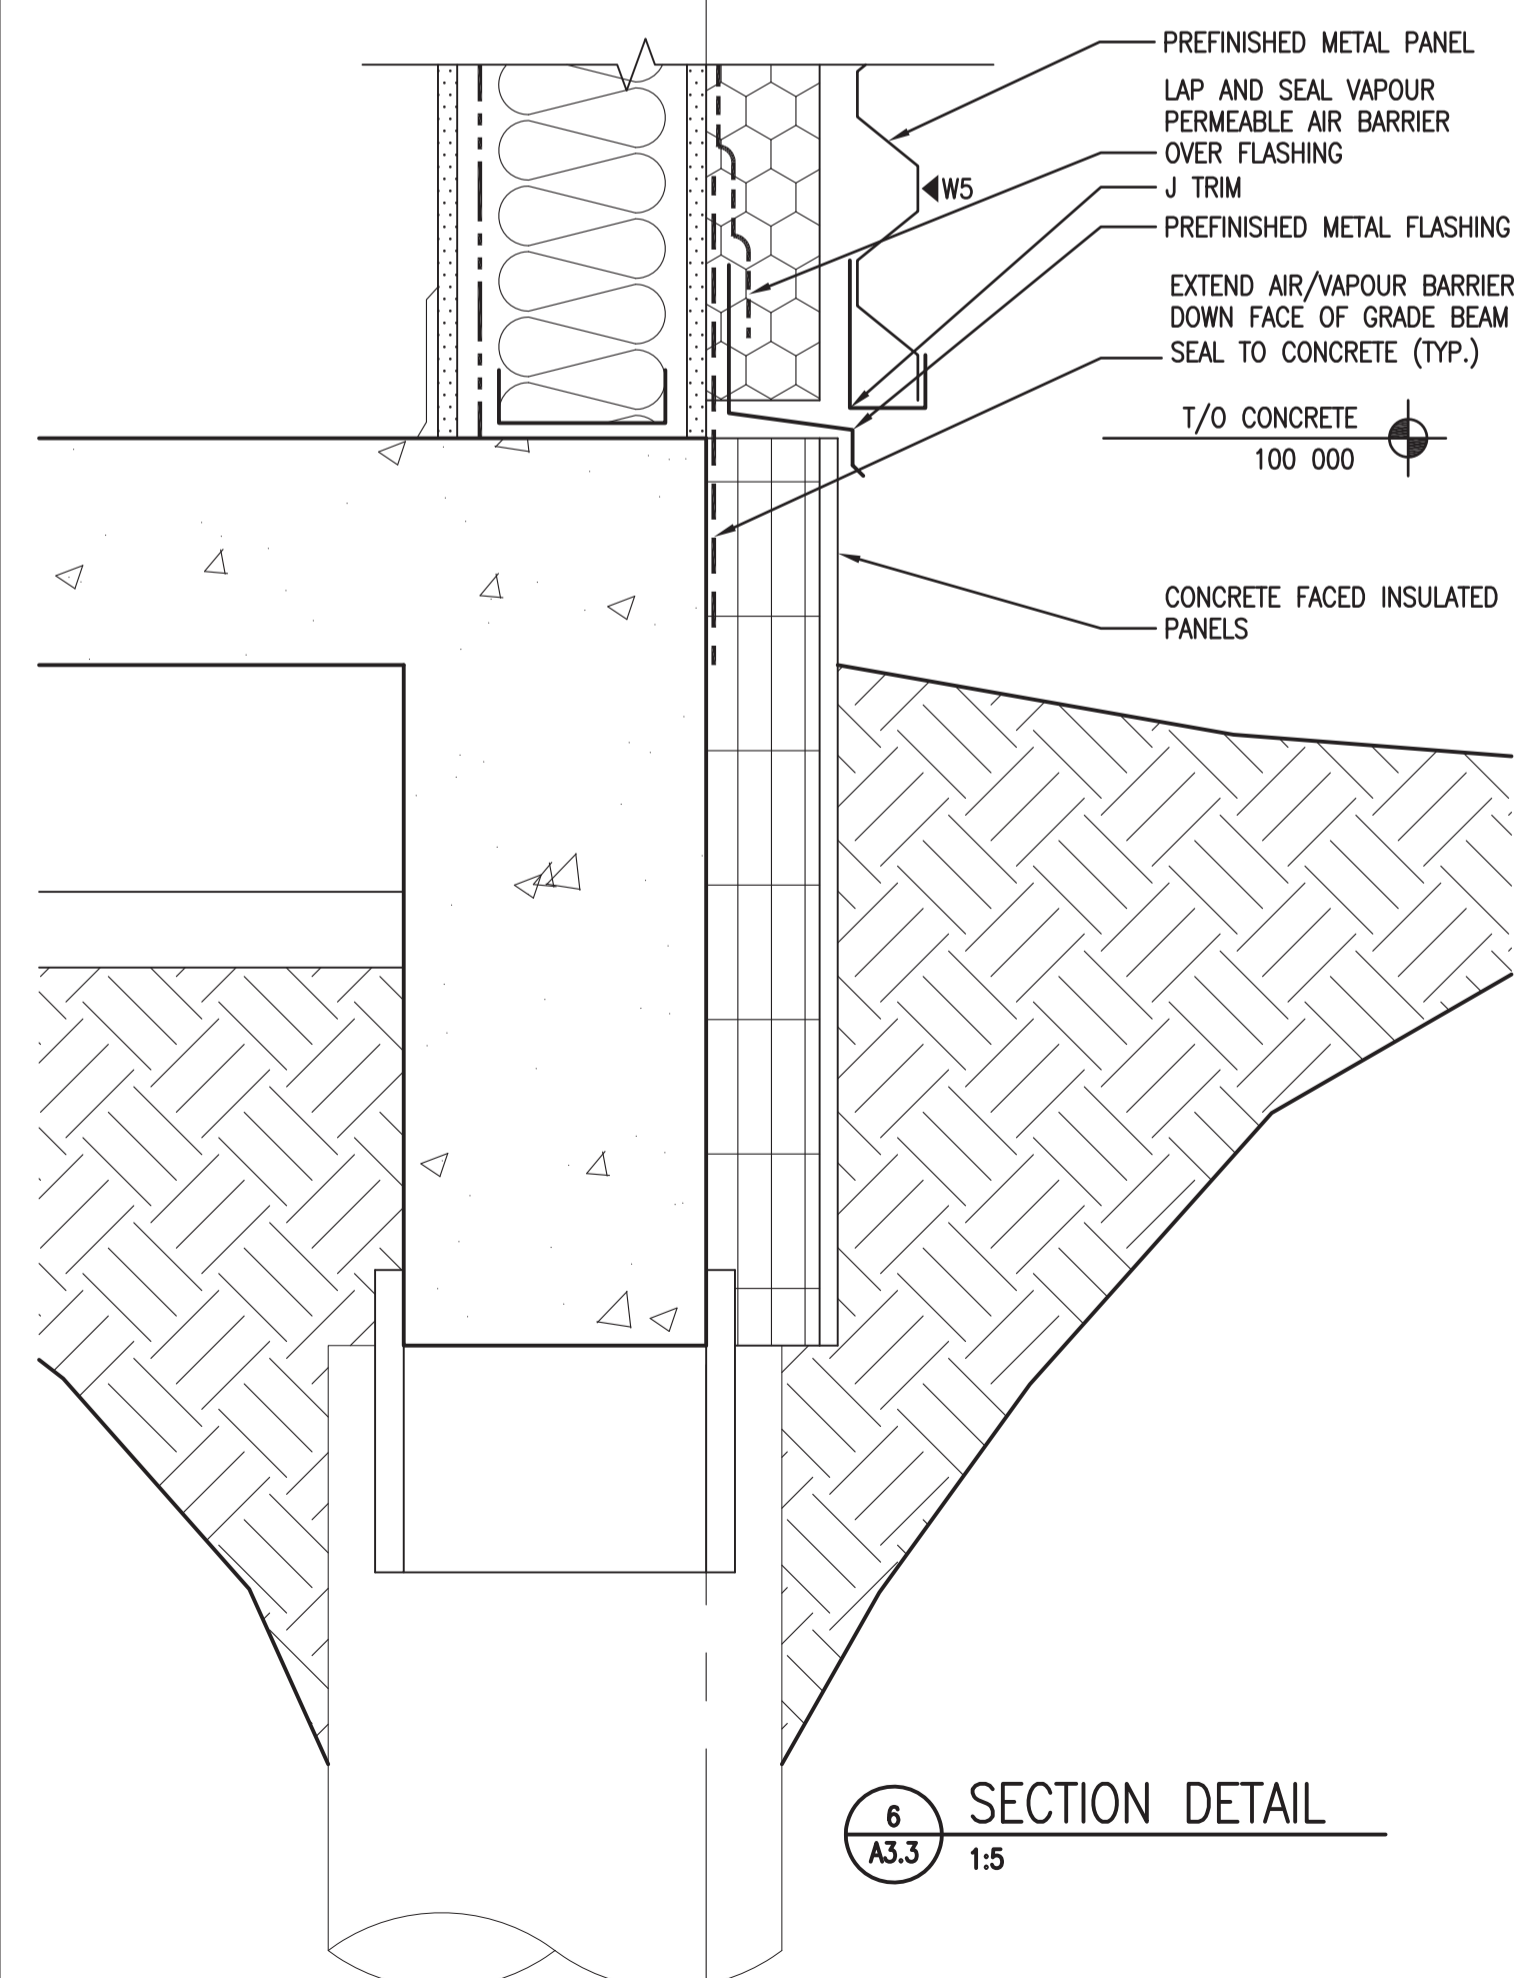 PREFINISHED METAL PANEL
LAP AND SEAL VAPOUR
PERMEABLE AIR BARRIER
OVER FLASHING
J TRIM
W5
PREFINISHED METAL FLASHING
EXTEND AIR/VAPOUR BARRIER
DOWN FACE OF GRADE BEAM
SEAL TO CONCRETE (TYP.)
T/O CONCRETE
100 000
CONCRETE FACED INSULATED
PANELS
6
A3.3
SECTION DETAIL
1:5